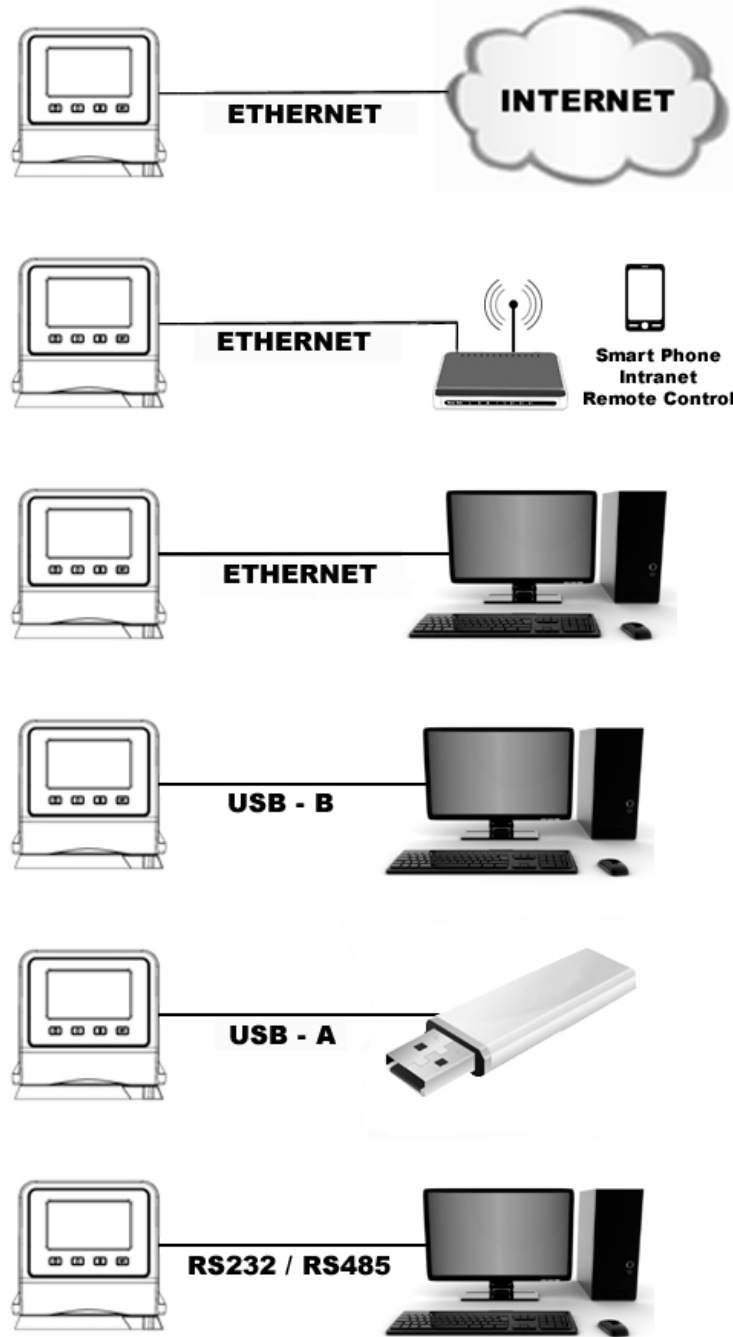 ETHERNET
INTERNET
ETHERNET
Smart Phone
Intranet
Remote Control
ETHERNET
USB - B
USB - A
RS232 / RS485